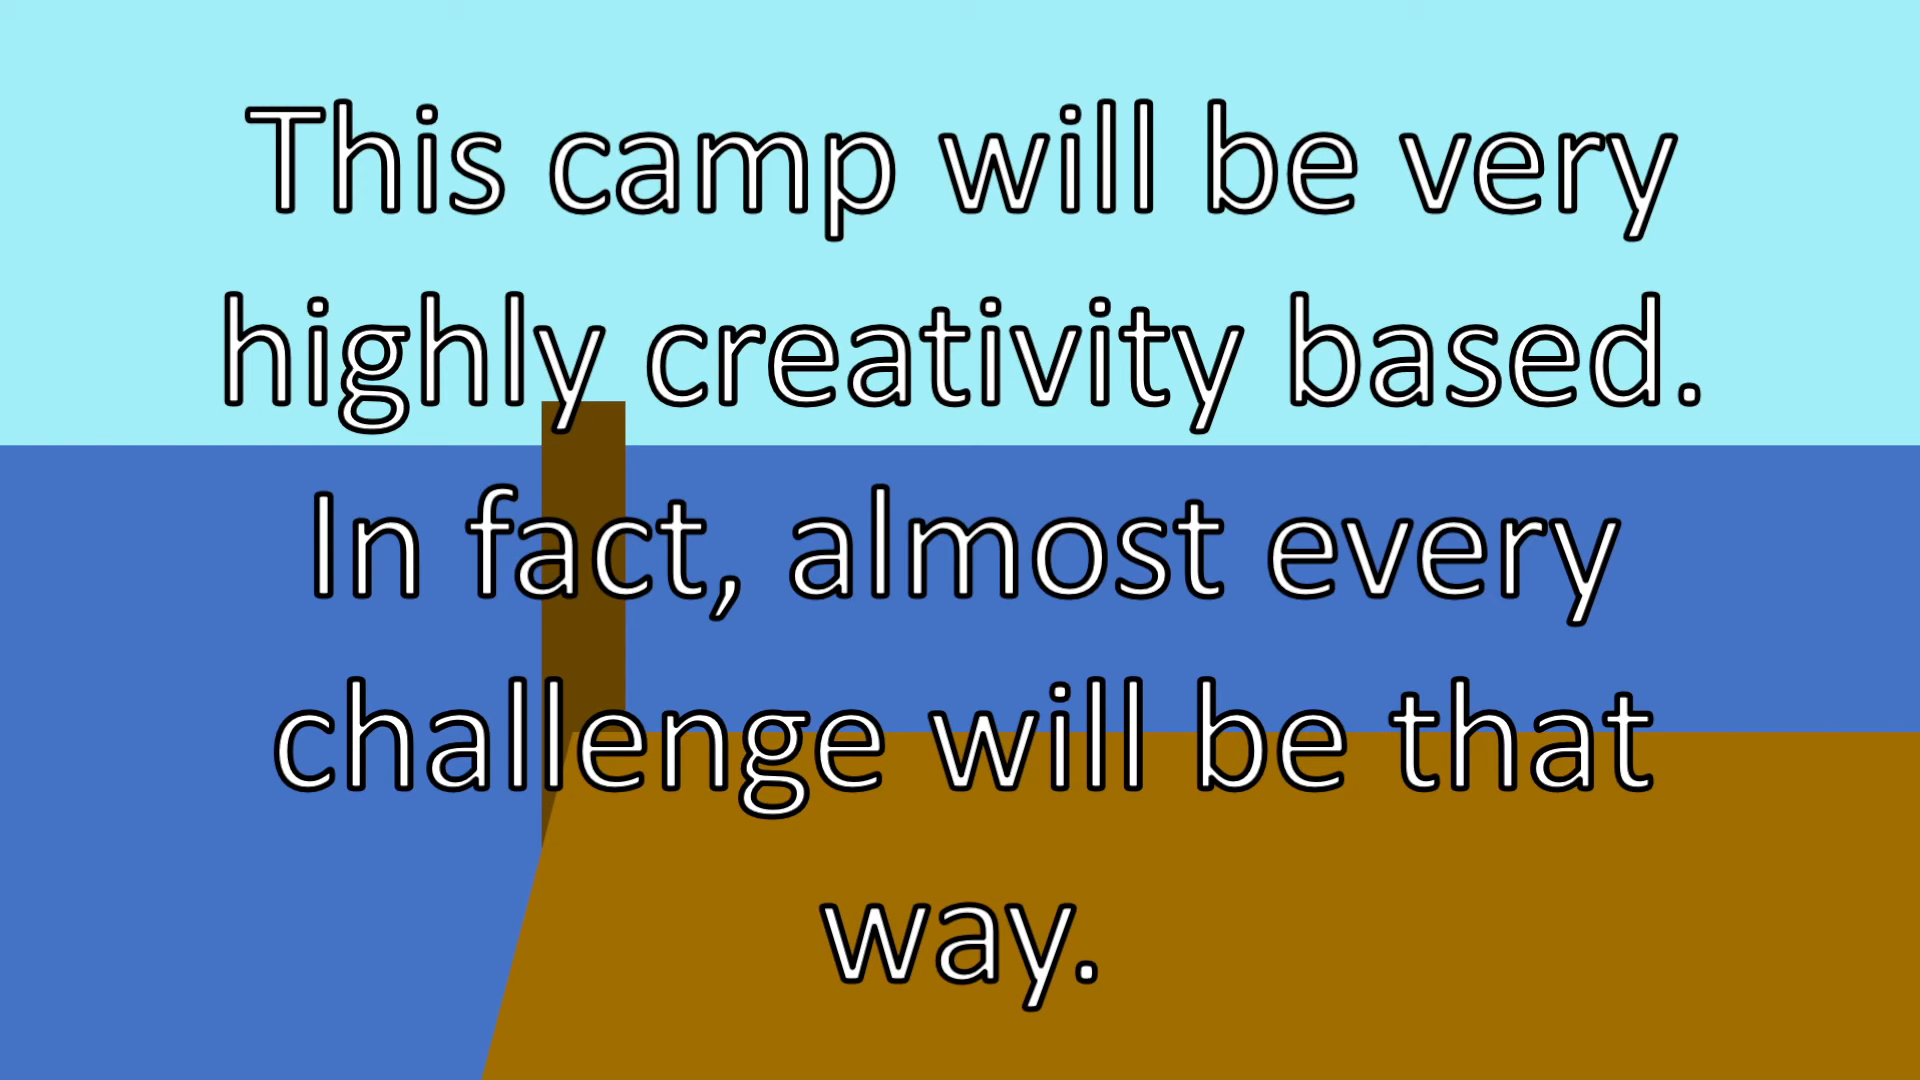 This camp will be very
highly creativity based.
In fact, almost every
challenge will be that
way.